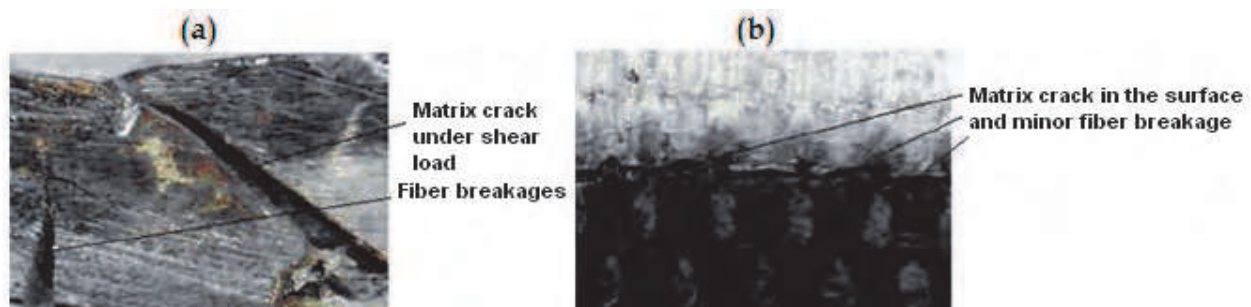 (a)
(b)
Matrix crack
under shear
load
Fiber breakages
Matrix crack in the surface
and minor fiber breakage